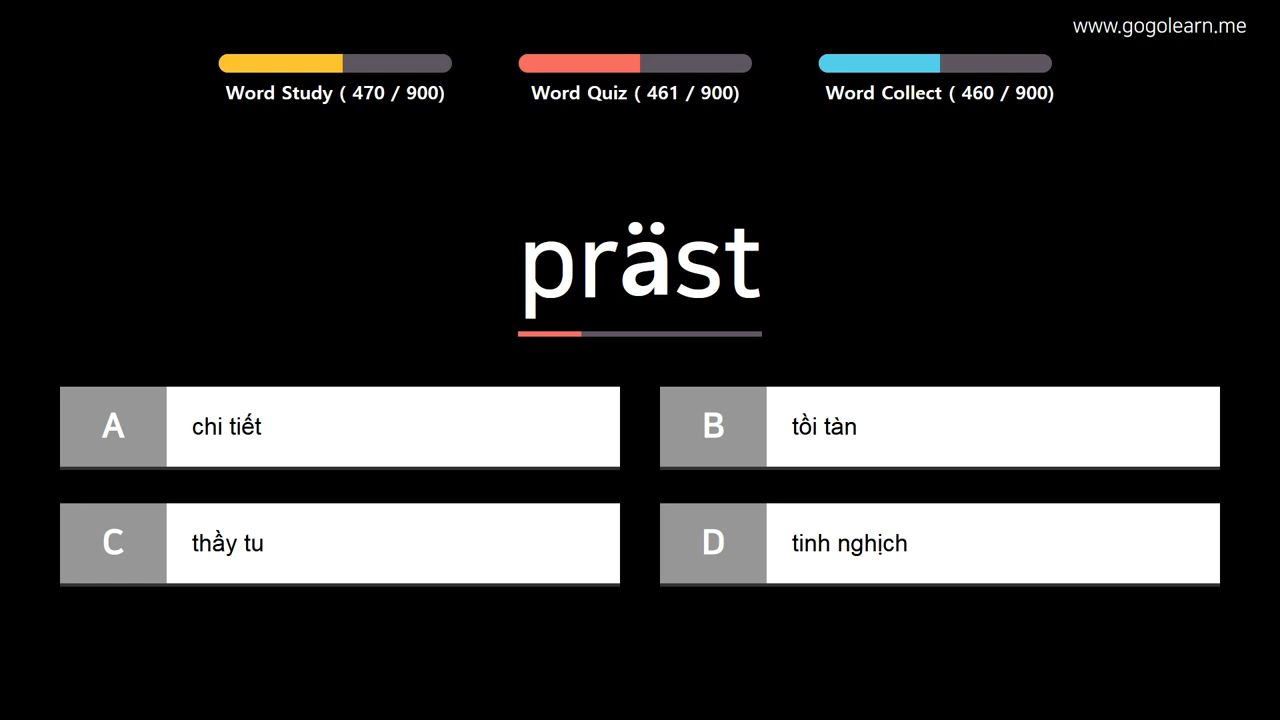 www.gogolearn.me
Word Study ( 470 / 900)
Word Quiz ( 461 / 900)
Word Collect ( 460 / 900)
präst
A chi tiết
B tồi tàn
C thầy tu
D tinh nghịch